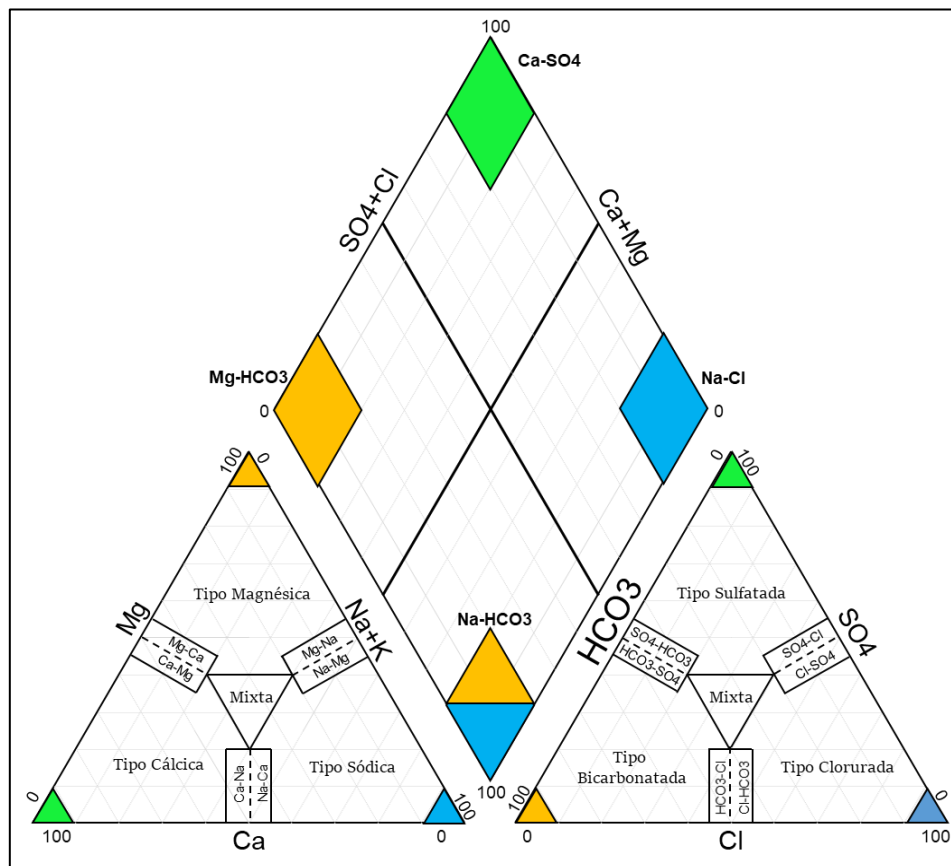 100
Ca-SO4
SO4+Cl
Ca+Mg
Mg-HCO3
Na-Cl
0
0
100
0
0
100
Tipo Magnésica
Tipo Sulfatada
Mg
Na+K
HCO3
SO4
Na-HCO3
Mg-Ca
Ca-Mg
Mg-Na
Na-Mg
SO4-HCO3
HCO3-SO4
SO4-Cl
Cl-SO4
Mixta
Mixta
Tipo Cálcica
Tipo Sódica
Tipo
Bicarbonatada
Tipo Clorurada
Ca-Na
Na-Ca
HCO3-Cl
Cl-HCO3
0
100
100
100
0
100
Ca
0
0
Cl
100